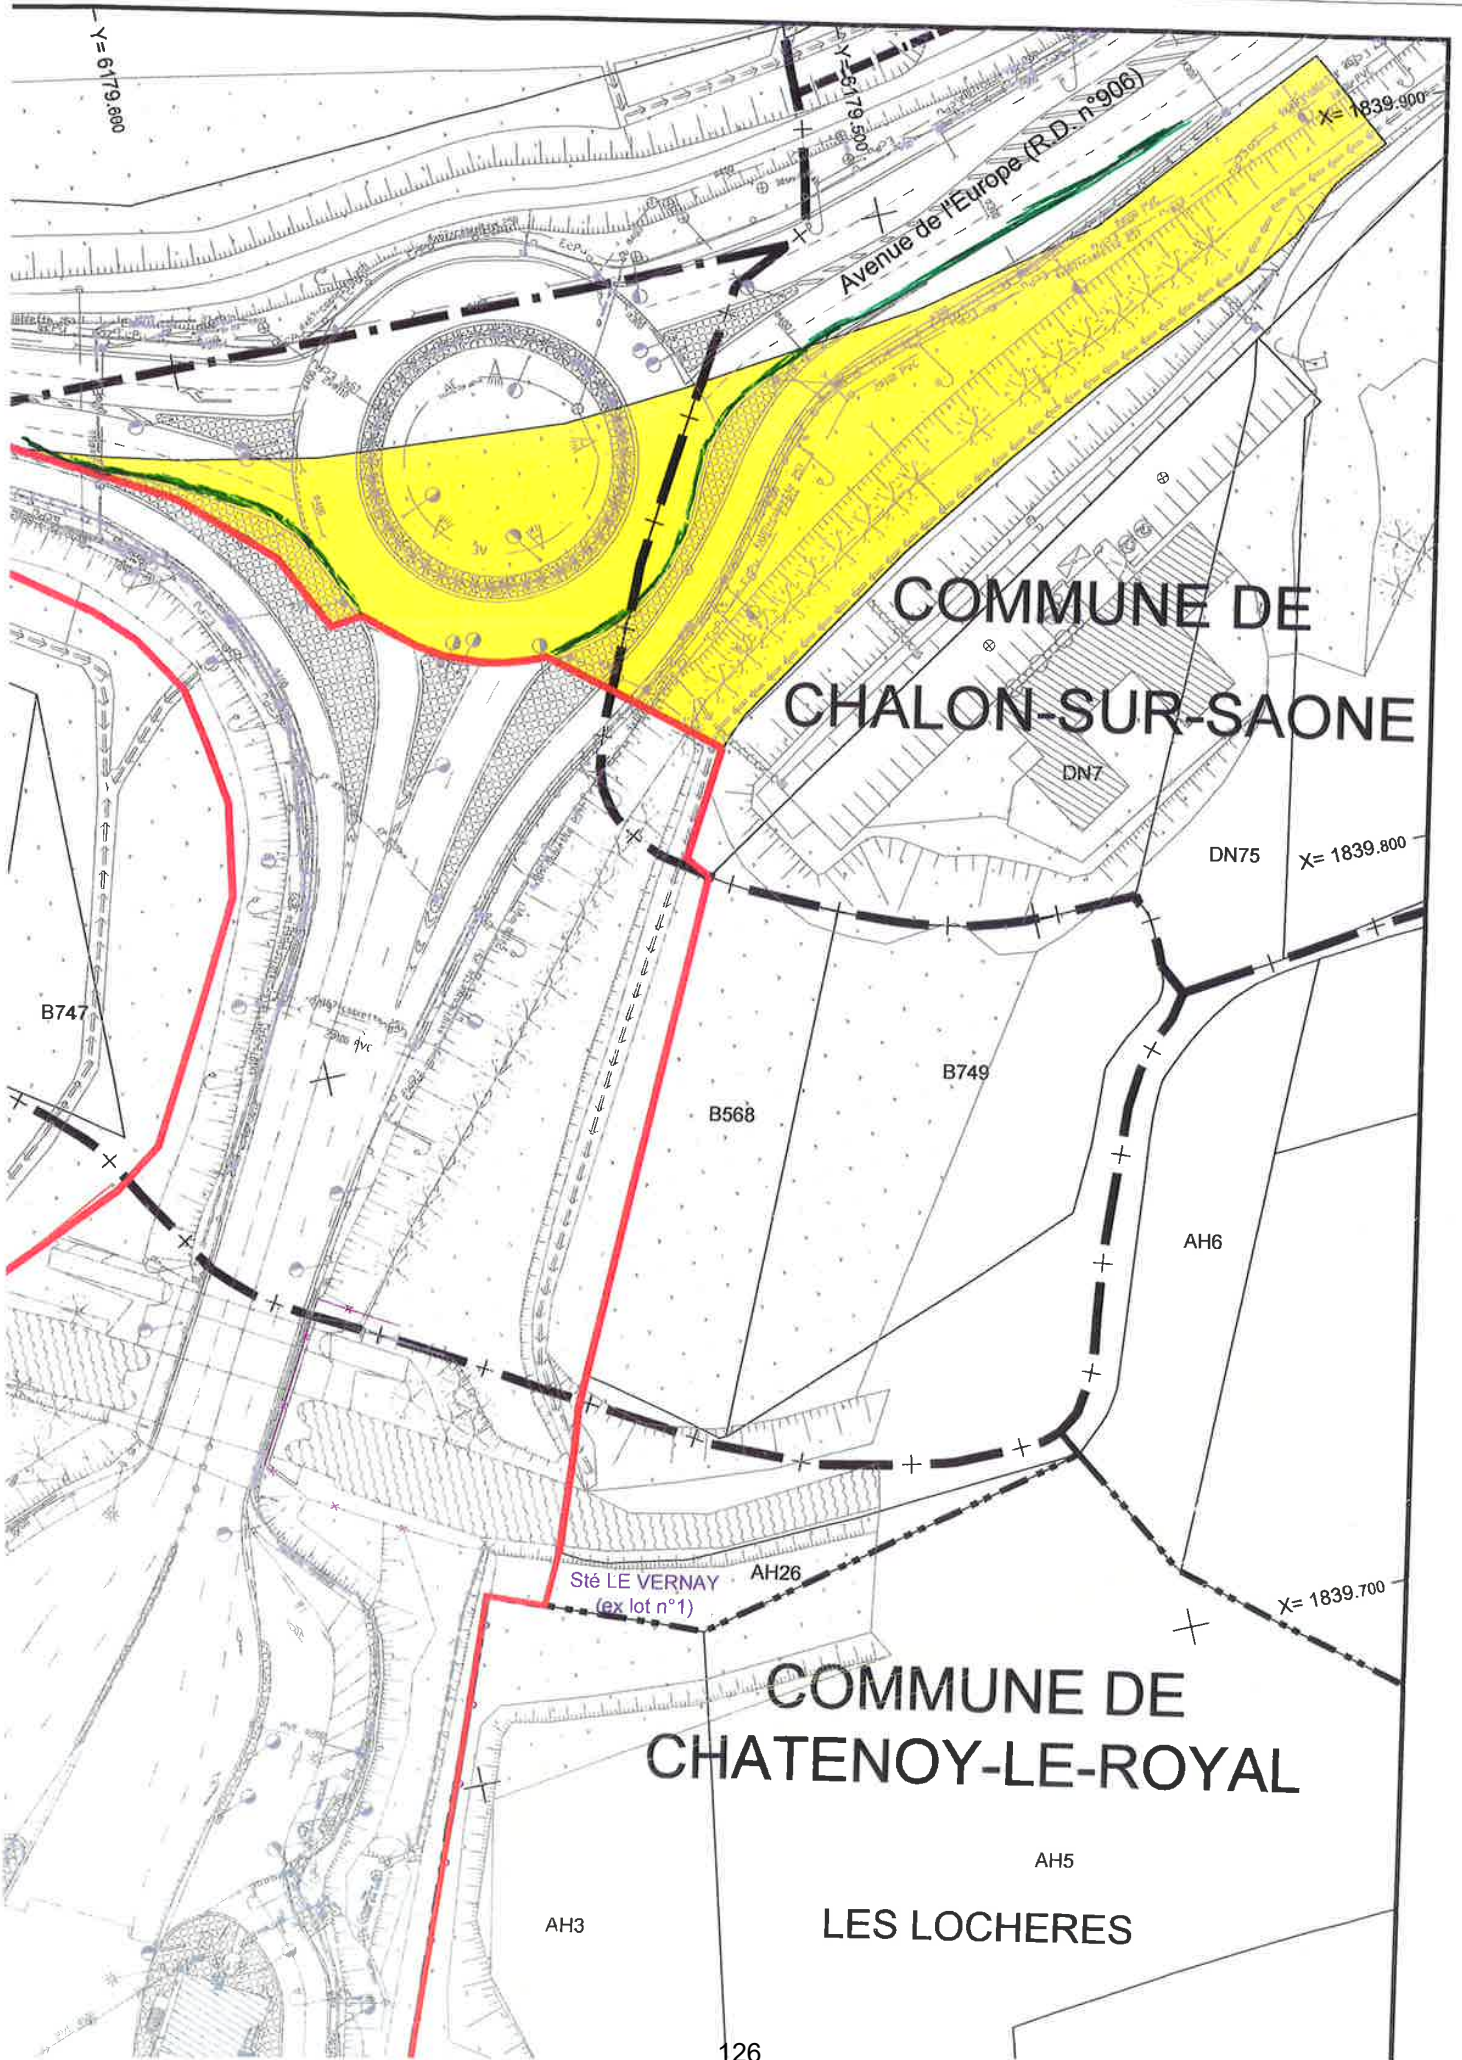 Y= 6179.600
Y= 6179.500
X= 1839.900
Avenue de l'Europe (R.D. n°906)
COMMUNE DE
CHALON-SUR-SAONE
DN7
DN75
X= 1839.800
B747
B749
B568
AH6
Sté LE VERNAY
(ex lot n°1)
AH26
X= 1839.700
COMMUNE DE
CHATENOY-LE-ROYAL
AH5
AH3
LES LOCHERES
126